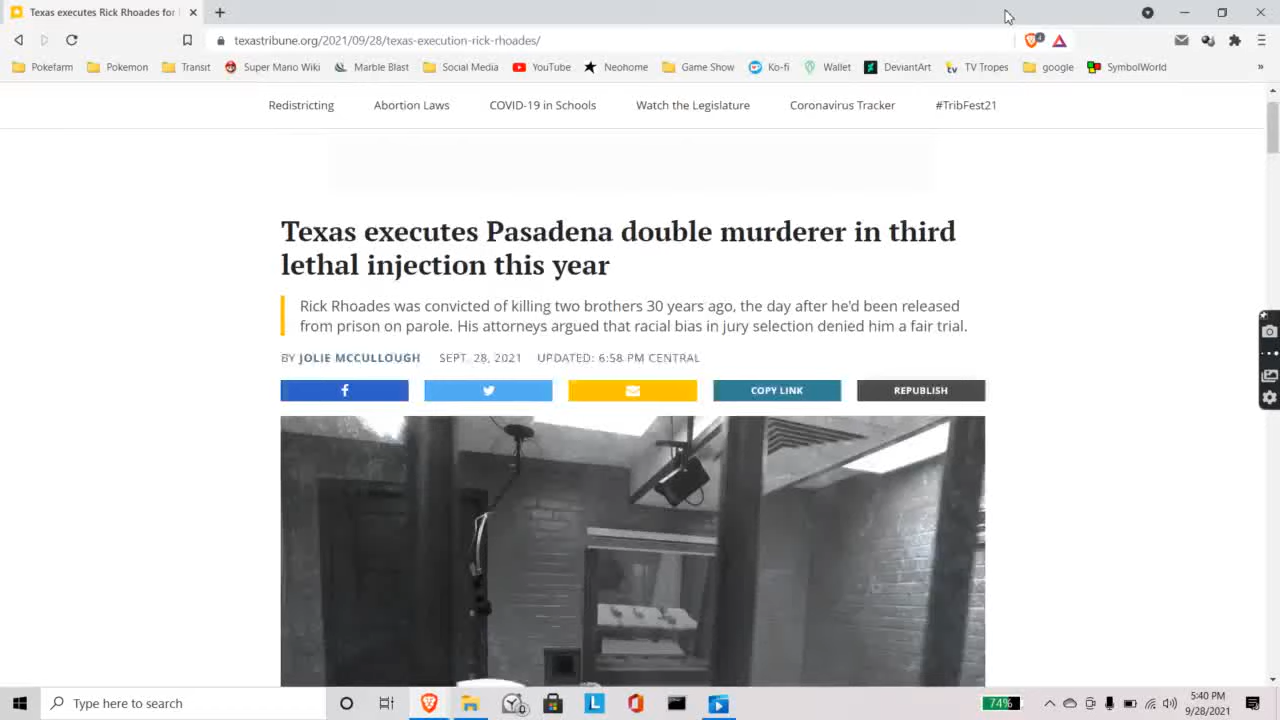 Texas executes Rick Rhoades for
texastribune.org/2021/09/28/texas-execution-rick-rhoades/
4
Pokefarm Pokemon Transit Super Mario Wiki Marble Blast Social Media YouTube Neohome Game Show Ko-fi Wallet DeviantArt TV Tropes google SymbolWorld »
Redistricting Abortion Laws COVID-19 in Schools Watch the Legislature Coronavirus Tracker #TribFest21
Texas executes Pasadena double murderer in third
lethal injection this year
Rick Rhoades was convicted of killing two brothers 30 years ago, the day after he'd been released
from prison on parole. His attorneys argued that racial bias in jury selection denied him a fair trial.
BY JOLIE MCCULLOUGH SEPT. 28, 2021 UPDATED: 6:58 PM CENTRAL
COPY LINK REPUBLISH
Type here to search
L
74%
5:40 PM
9/28/2021